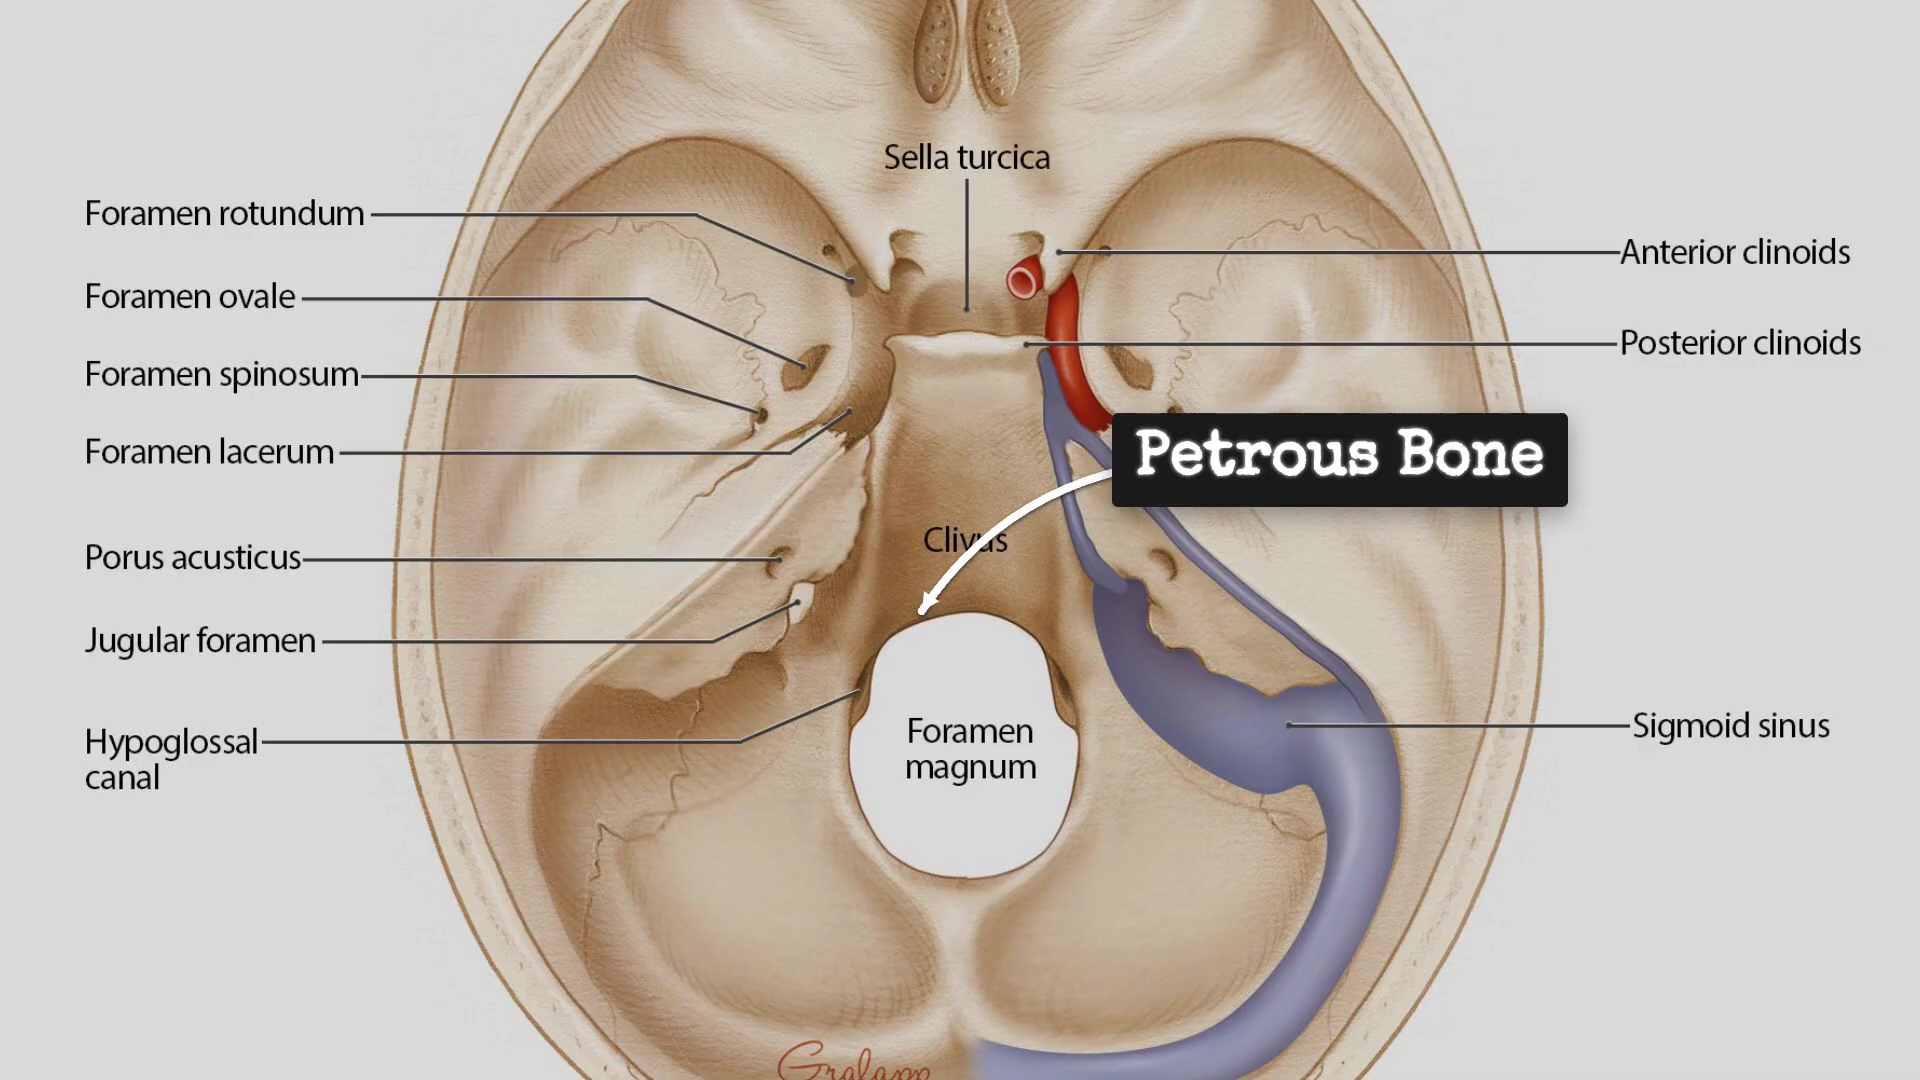 Sella turcica
Foramen rotundum
Foramen ovale
Foramen spinosum
Foramen lacerum
Porus acusticus
Jugular foramen
Hypoglossal
canal
Anterior clinoids
Posterior clinoids
Petrous Bone
Clivus
Foramen
magnum
Sigmoid sinus
Gralapp